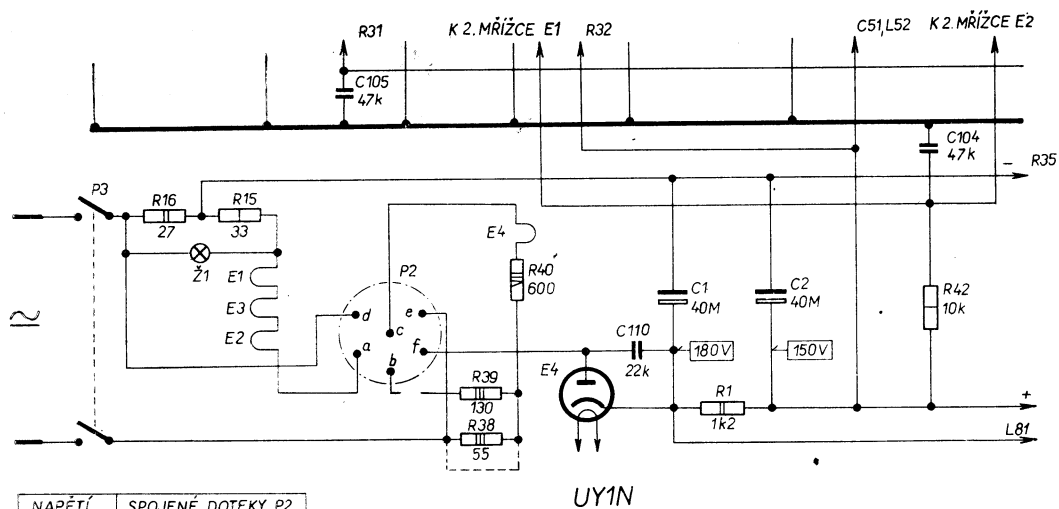 R31
K 2. MŘÍŽCE E1
R32
C51,L52
K 2. MŘÍŽCE E2
C105
47k
C104
47k
- R35
P3
R16
27
R15
33
Ž1
E1
E3
E2
E4
P2
R40
600
d
e
c
a
f
b
C1
40M
C2
40M
R42
10k
C110
22k
180V
150V
E4
R39
130
R38
55
R1
1k2
+
L81
UY1N
NAPĚTÍ
SPOJENÉ DOTEKY P2